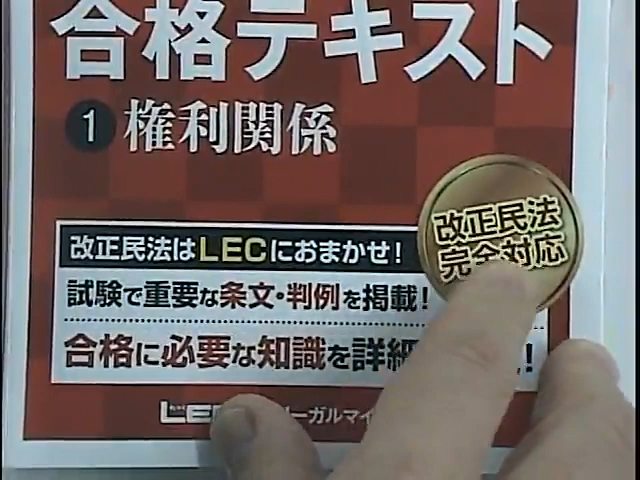 合格テキスト
1 権利関係
改正民法
完全対応
改正民法はLECにおまかせ!
試験で重要な条文・判例を掲載!
合格に必要な知識を詳細 !
LE ーガルマイ